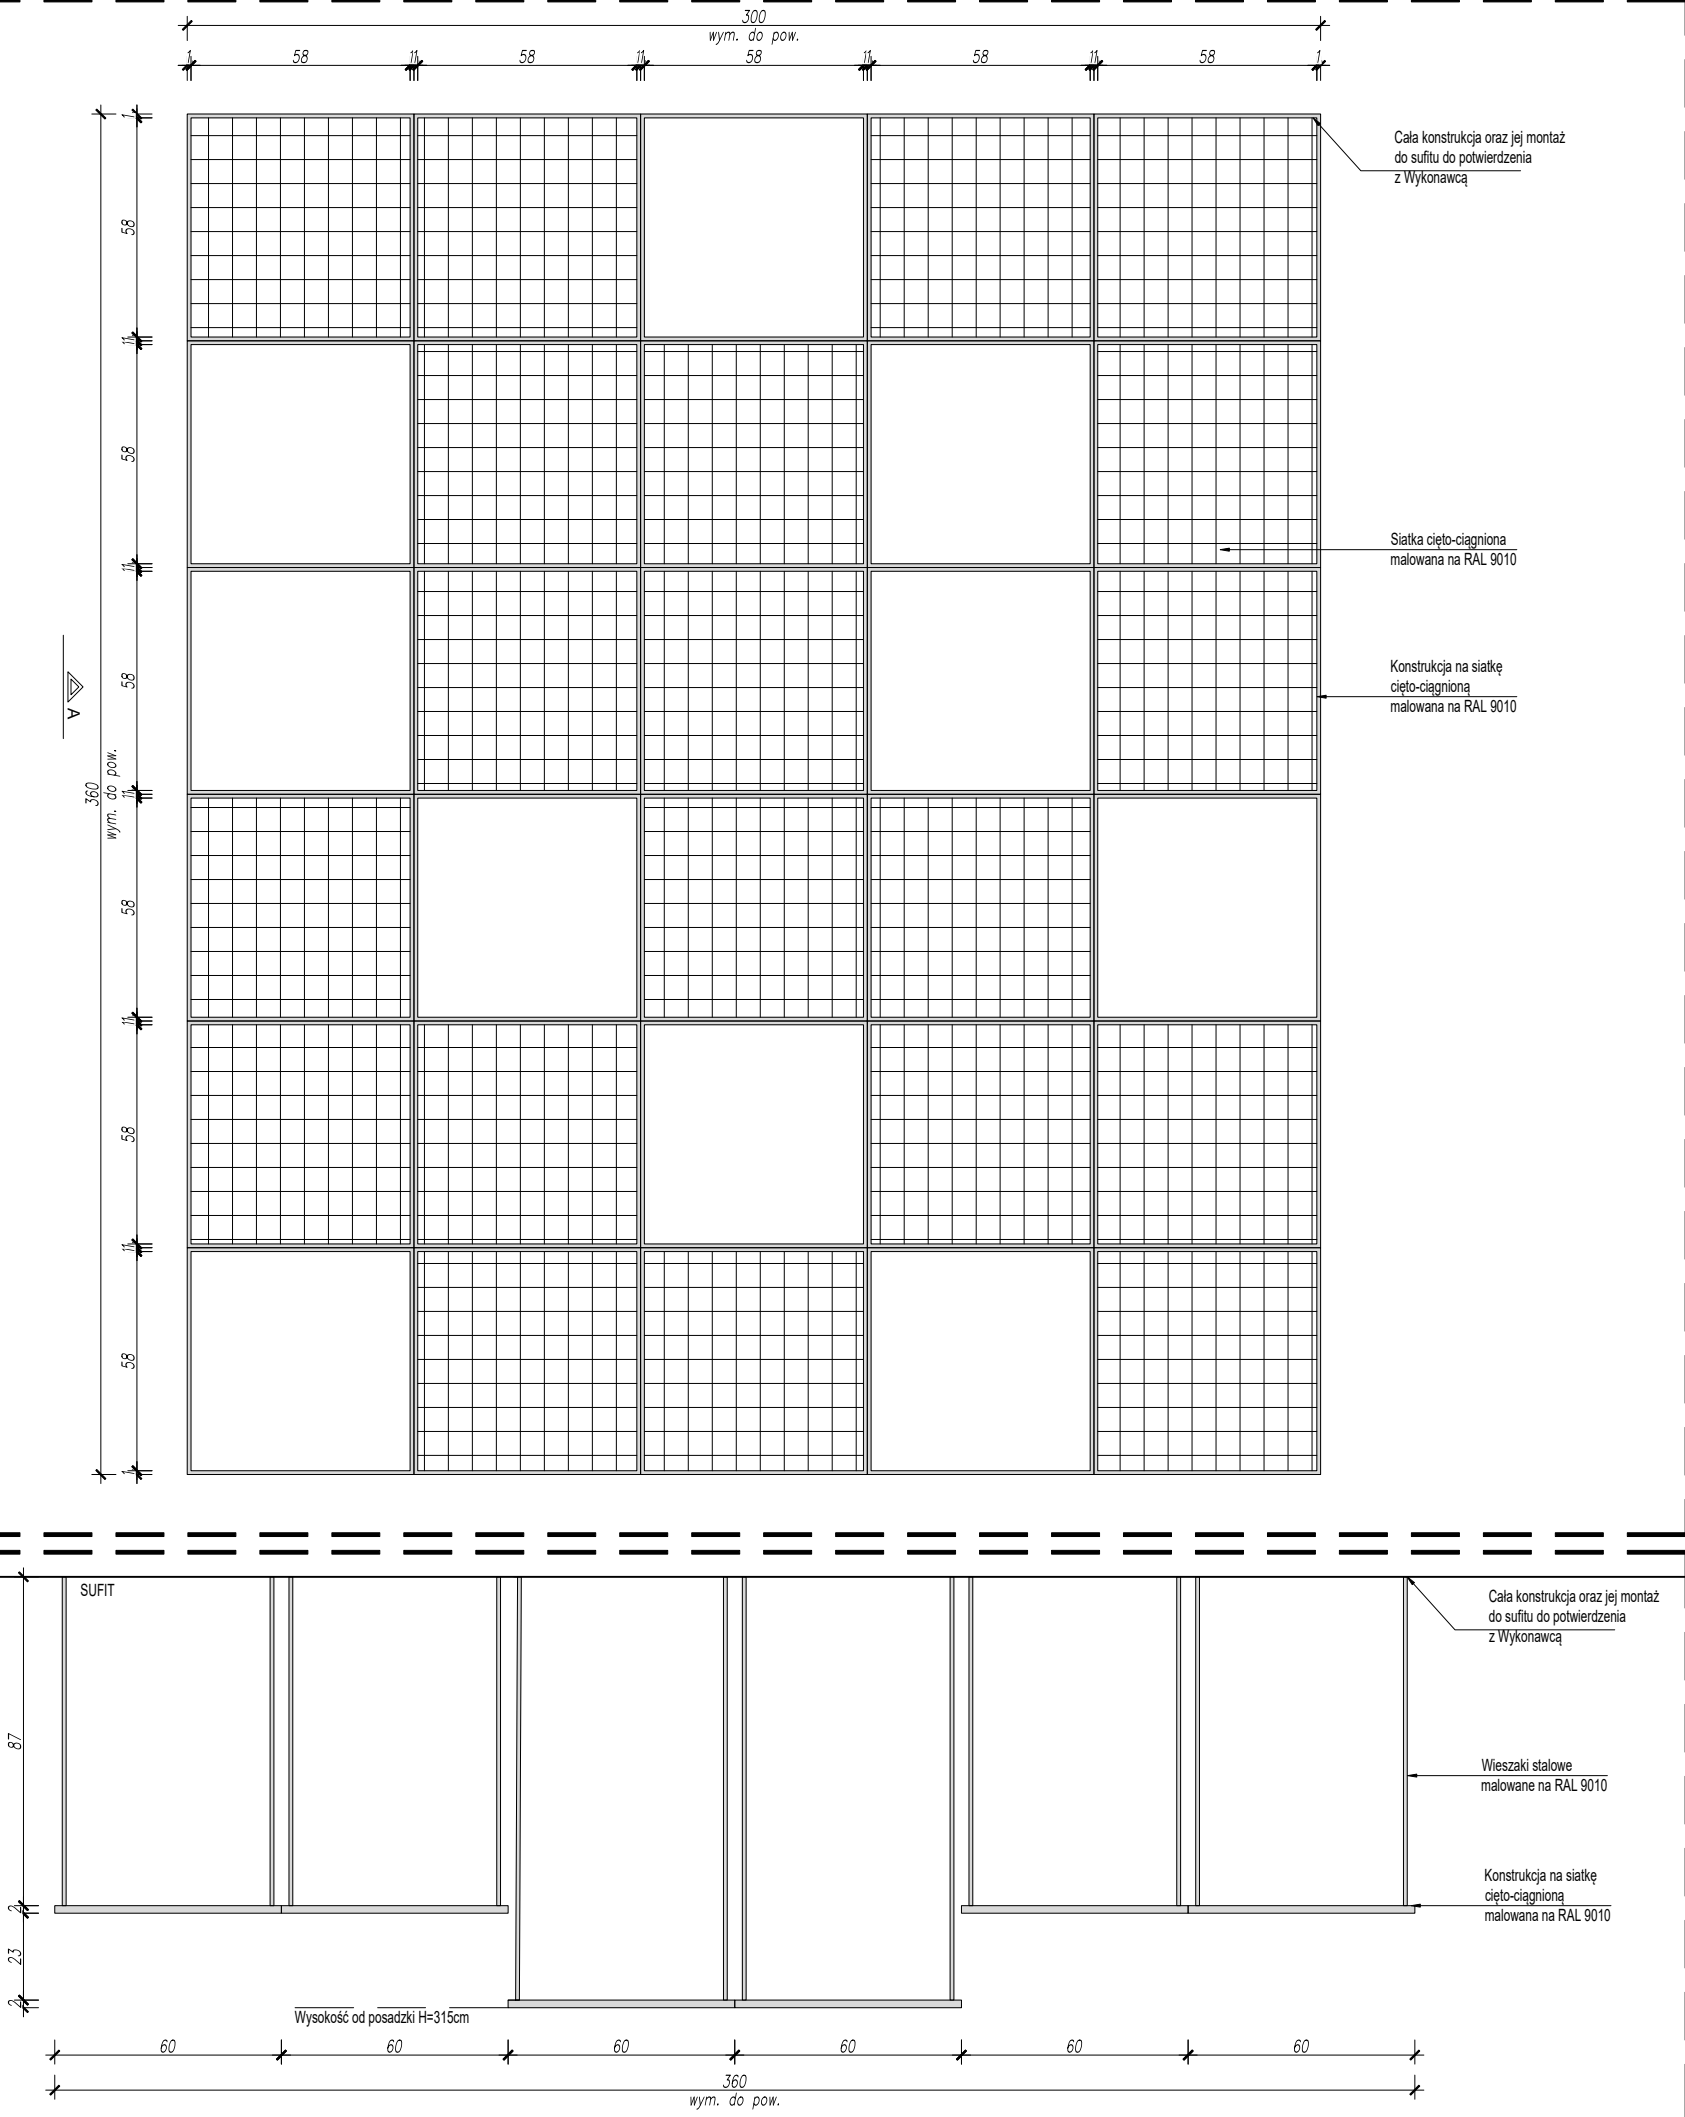 300
wym. do pow.
1 58 11 58 11 58 11 58 11 58 1
Cała konstrukcja oraz jej montaż
do sufitu do potwierdzenia
z Wykonawcą
1
58
11
58
11
58
11
58
11
58
11
58
1
360
wym. do pow.
A
Siatka cięto-ciągniona
malowana na RAL 9010
Konstrukcja na siatkę
cięto-ciągnioną
malowana na RAL 9010
SUFIT
Cała konstrukcja oraz jej montaż
do sufitu do potwierdzenia
z Wykonawcą
87
Wieszaki stalowe
malowane na RAL 9010
Konstrukcja na siatkę
cięto-ciągnioną
malowana na RAL 9010
2
23
2
Wysokość od posadzki H=315cm
60 60 60 60 60 60
360
wym. do pow.